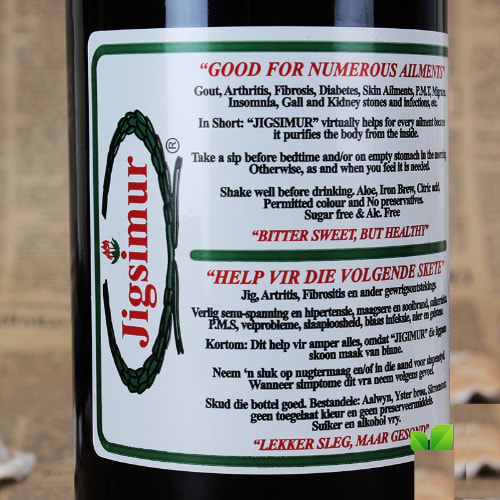 "GOOD FOR NUMEROUS AILMENTS"
Gout, Arthritis, Fibrosis, Diabetes, Skin Ailments, P.M.T, Migraine,
Insomnia, Gall and Kidney stones and infections, etc.
In Short: "JIGSIMUR" virtually helps for every ailment because
it purifies the body from the inside.
Take a sip before bedtime and/or on empty stomach in the morning
Otherwise, as and when you feel it is needed.
Shake well before drinking. Aloe, Iron Brew, Citric acid.
Permitted colour and No preservatives.
Sugar free & Alc. Free
"BITTER SWEET, BUT HEALTHY"
Jigsimur ®
"HELP VIR DIE VOLGENDE SKETE"
Jig, Artritis, Fibrositis en ander gewrigsontstekings.
Verlig senu-spanning en hipertensie, maagsere en sooibrand,
P.M.S, velprobleme, slaaploosheid, blaas infeksie, nier en galstene.
Kortom: Dit help vir amper alles, omdat "JIGIMUR" die liggaam
skoon maak van binne.
Neem 'n sluk op nugtermaag en/of in die aand voor slapenstyd.
Wanneer simptome dit vra neem volgens gevoel.
Skud die bottel goed. Bestandele: Aalwyn, Yster brou,
geen toegelaat kleur en geen preserveermiddels.
Suiker en alkohol vry.
"LEKKER SLEG, MAAR GESOND"